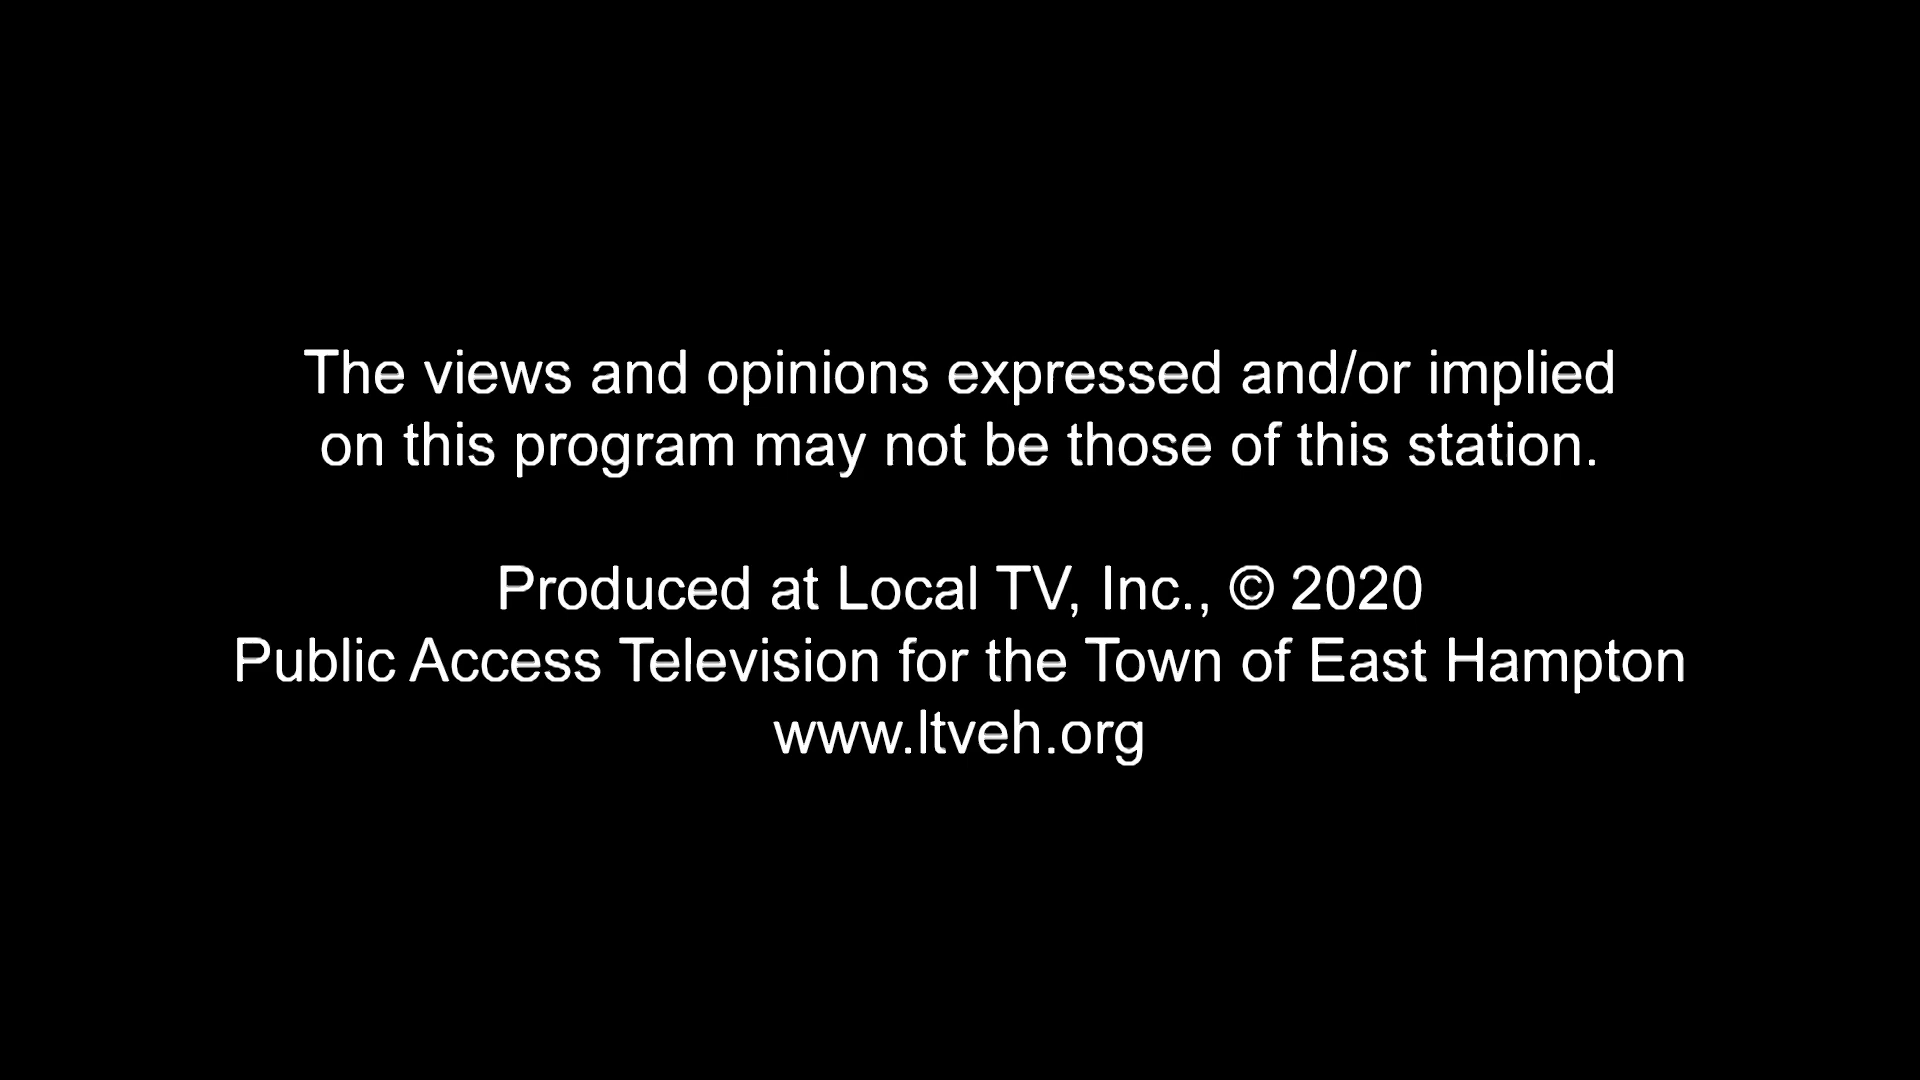 The views and opinions expressed and/or implied
on this program may not be those of this station.
Produced at Local TV, Inc., © 2020
Public Access Television for the Town of East Hampton
www.ltveh.org